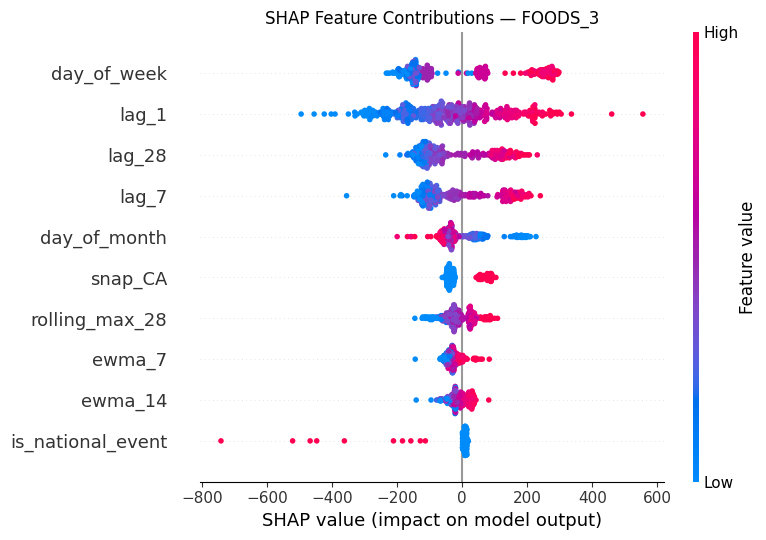 SHAP Feature Contributions — FOODS_3
High
day_of_week
lag_1
lag_28
lag_7
day_of_month
snap_CA
rolling_max_28
ewma_7
ewma_14
is_national_event
Feature value
Low
−800 −600 −400 −200 0 200 400 600
SHAP value (impact on model output)